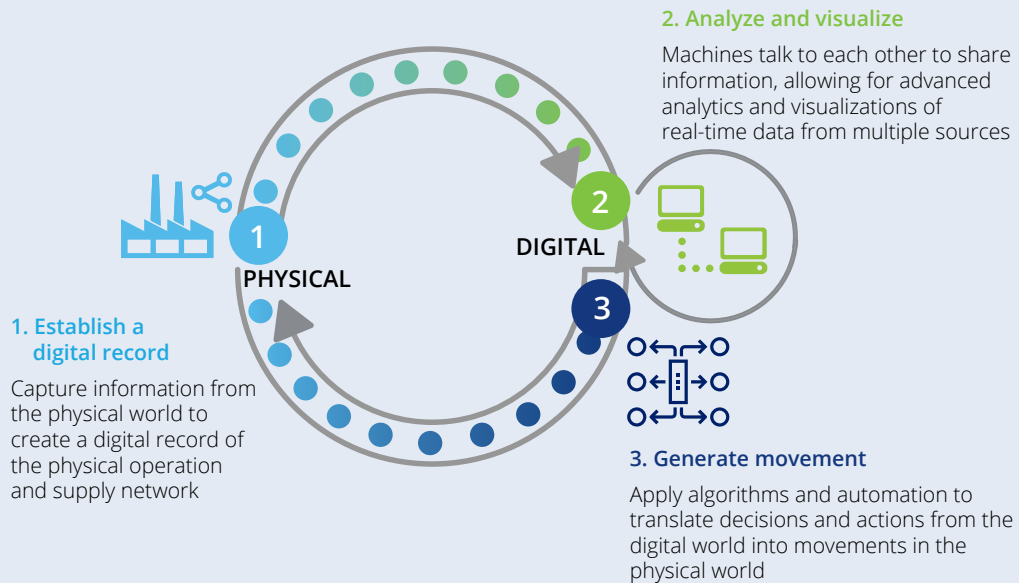 2. Analyze and visualize
Machines talk to each other to share
information, allowing for advanced
analytics and visualizations of
real-time data from multiple sources
1
2
PHYSICAL
DIGITAL
3
1. Establish a
digital record
Capture information from
the physical world to
create a digital record of
the physical operation
and supply network
3. Generate movement
Apply algorithms and automation to
translate decisions and actions from the
digital world into movements in the
physical world